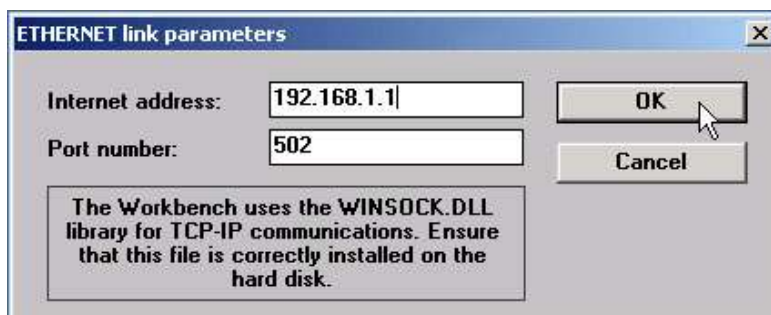 ETHERNET link parameters
Internet address: 192.168.1.1 OK
Port number: 502
Cancel
The Workbench uses the WINSOCK.DLL
library for TCP-IP communications. Ensure
that this file is correctly installed on the
hard disk.